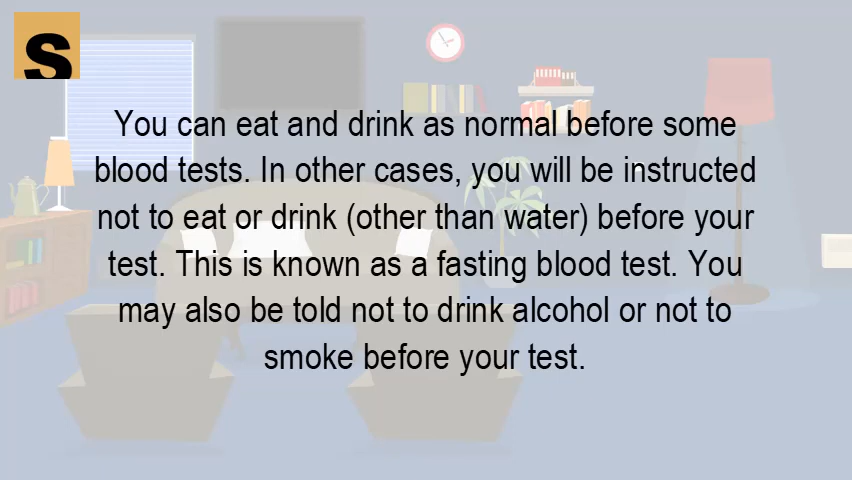 S
You can eat and drink as normal before some
blood tests. In other cases, you will be instructed
not to eat or drink (other than water) before your
test. This is known as a fasting blood test. You
may also be told not to drink alcohol or not to
smoke before your test.